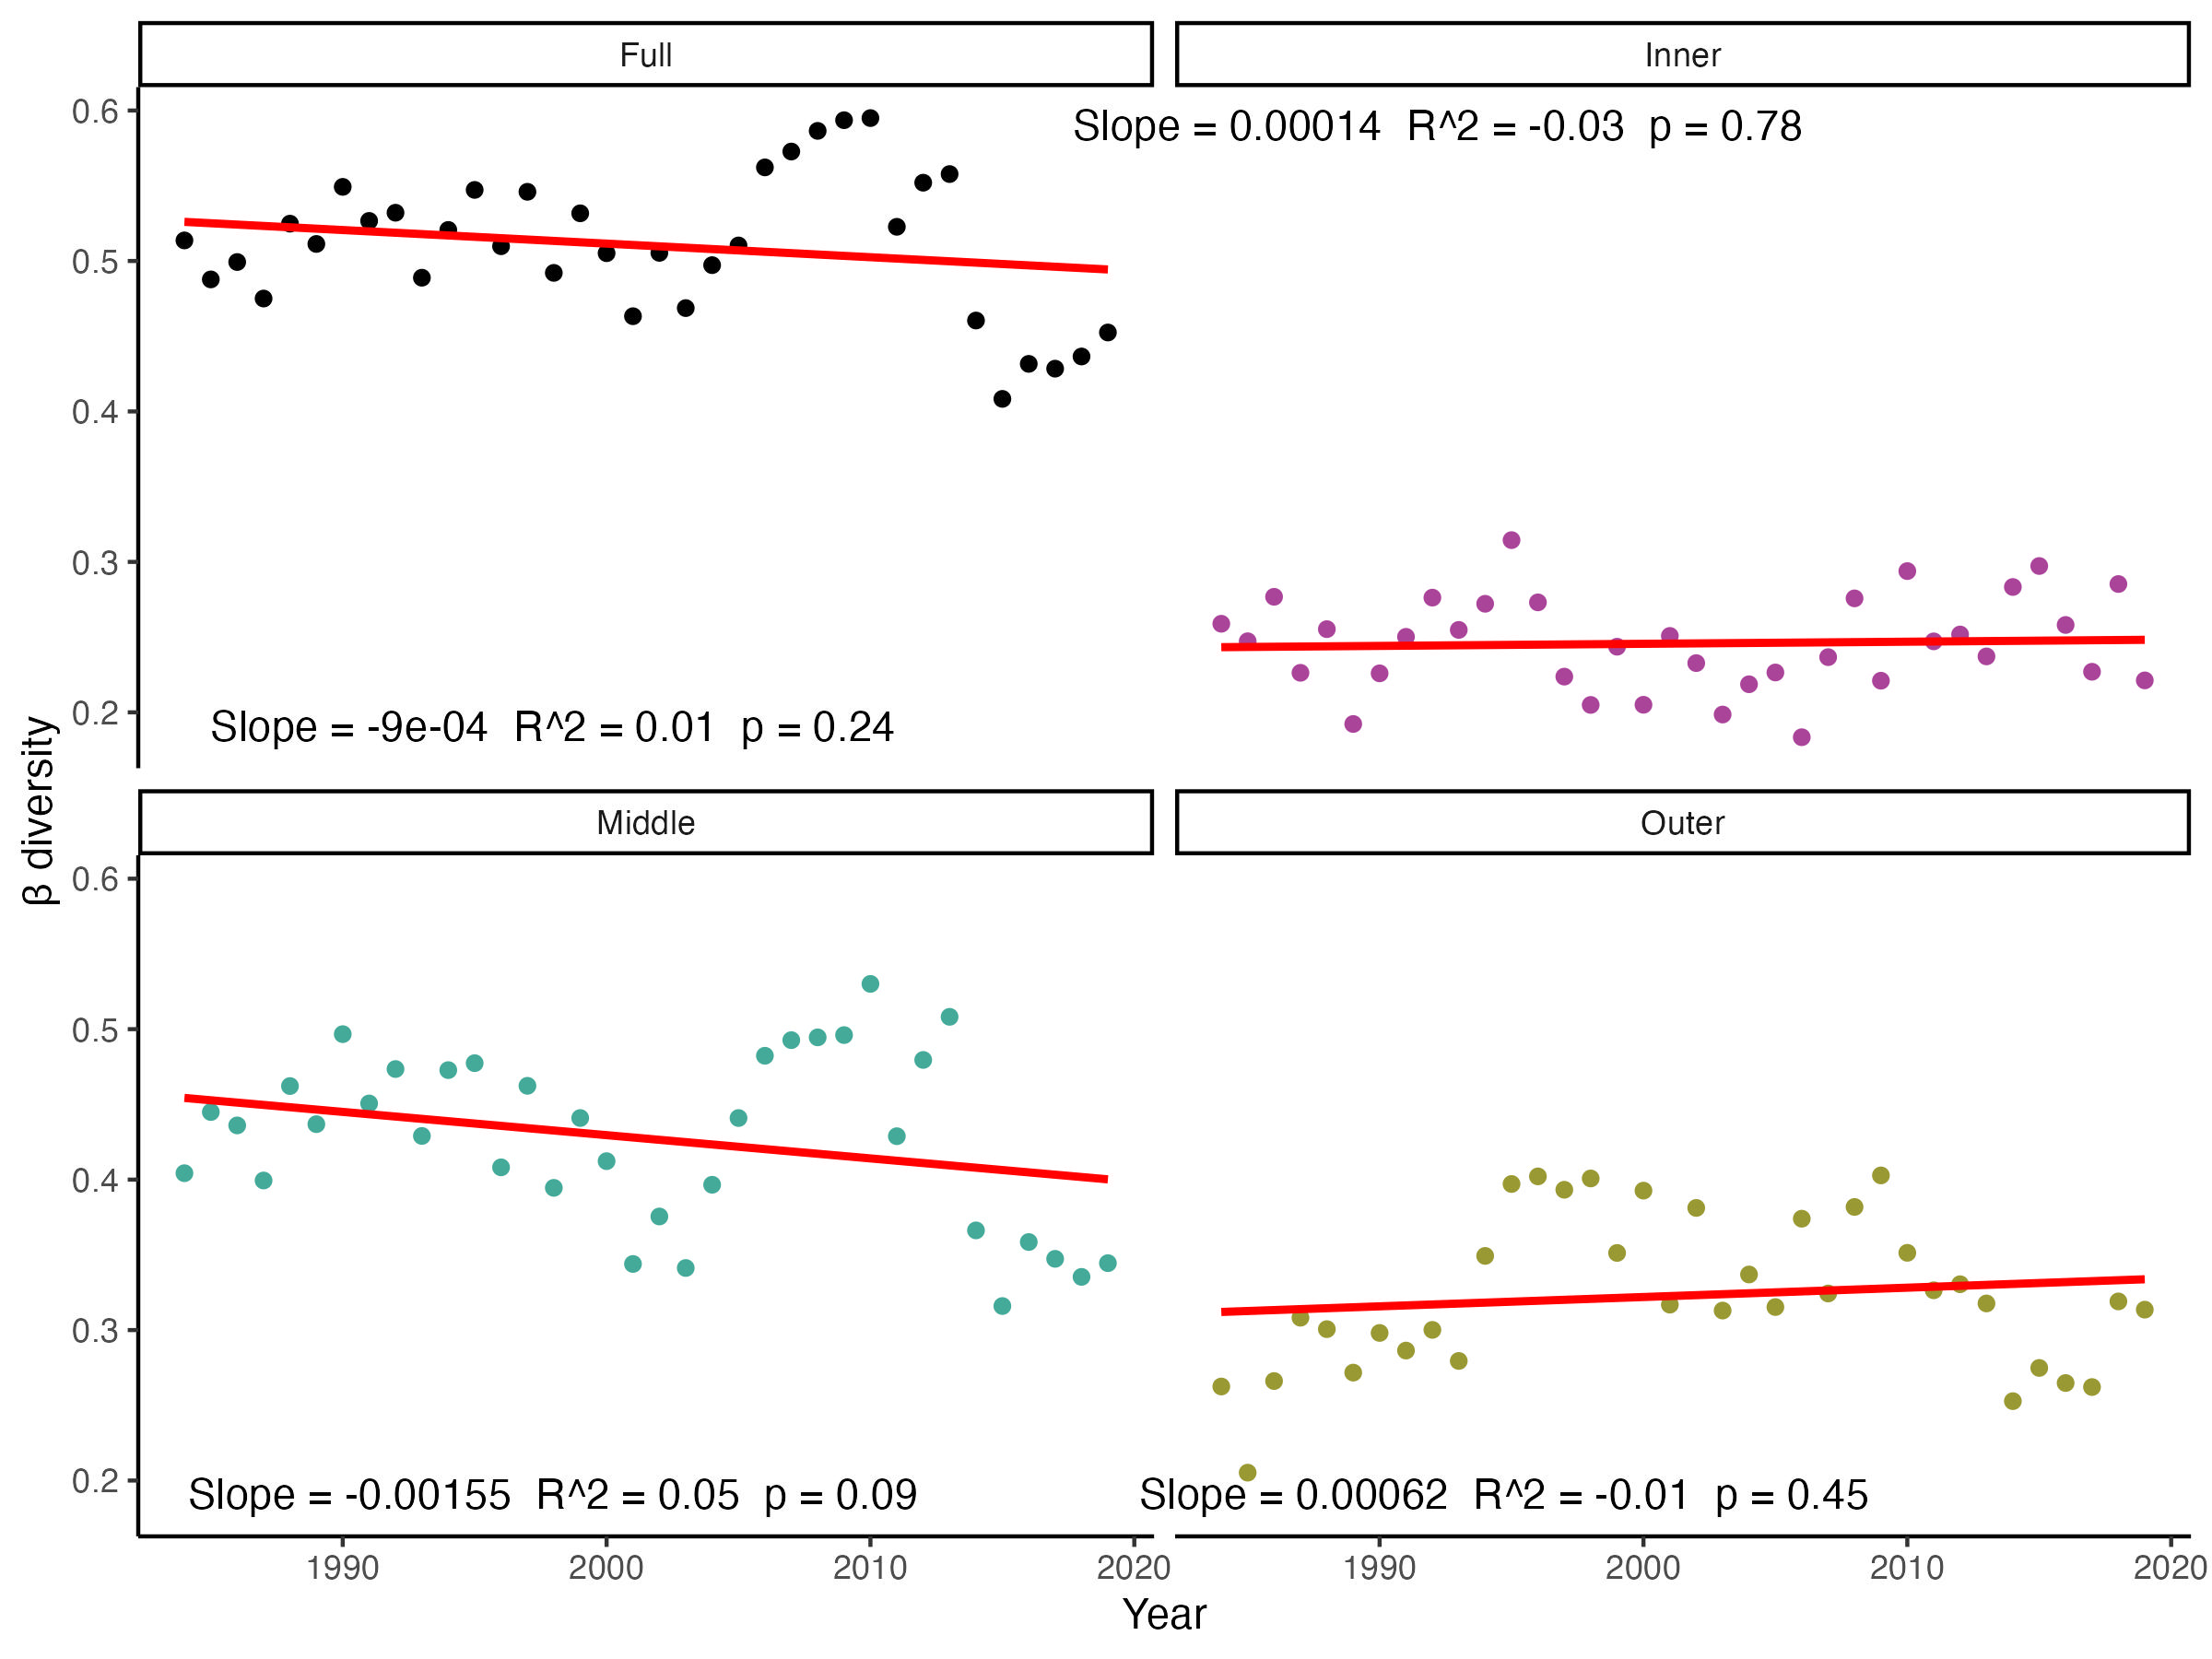 Full
Inner
0.6
0.5
0.4
0.3
0.2
Slope = -9e-04 R^2 = 0.01 p = 0.24
Slope = 0.00014 R^2 = -0.03 p = 0.78
β diversity
Middle
Outer
0.6
0.5
0.4
0.3
0.2
Slope = -0.00155 R^2 = 0.05 p = 0.09
Slope = 0.00062 R^2 = -0.01 p = 0.45
1990 2000 2010 2020
1990 2000 2010 2020
Year